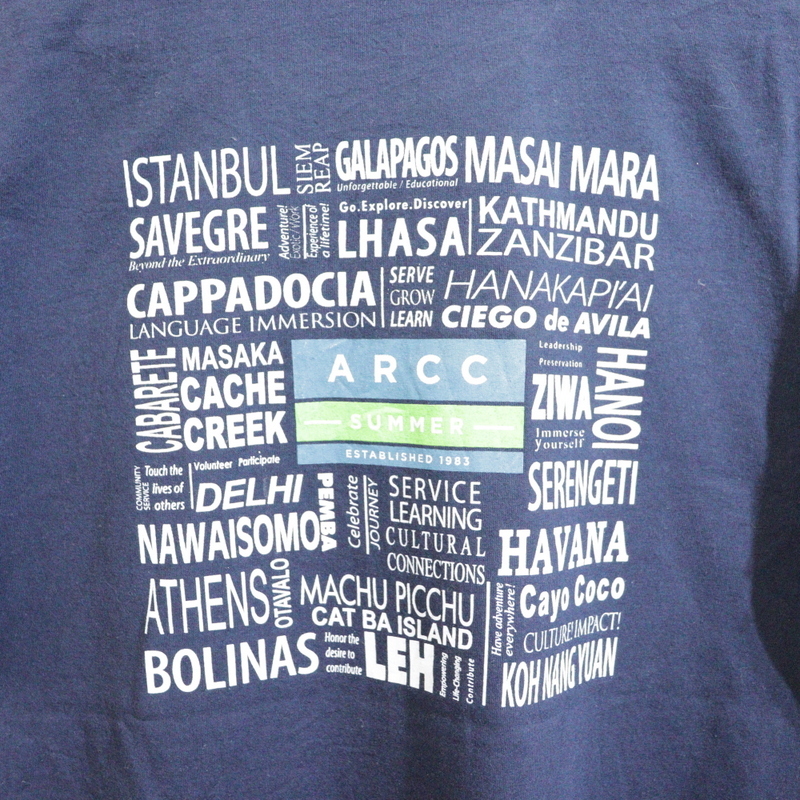 ISTANBUL
SIEM
REAP
GALAPAGOS
Unforgettable / Educational
MASAI MARA
SAVEGRE
Beyond the Extraordinary
Adventure!
Exotic/Work
Experience of
a lifetime!
Go.Explore.Discover
LHASA
KATHMANDU
ZANZIBAR
CAPPADOCIA
LANGUAGE IMMERSION
SERVE
GROW
LEARN
HANAKAPI'AI
CIEGO de AVILA
CABARETE
MASAKA
CACHE
CREEK
ARCC
SUMMER
ESTABLISHED 1983
Leadership
Preservation
ZIWA
Immerse
Yourself
HANOI
COMMUNITY
SERVICE
Touch the
lives of
others
Volunteer Participate
DELHI
PEMBA
Celebrate
JOURNEY
SERVICE
LEARNING
CULTURAL
CONNECTIONS
SERENGETI
NAWAISOMO
HAVANA
ATHENS
OTAVALO
MACHU PICCHU
CAT BA ISLAND
Have adventure
everywhere!
Cayo Coco
CULTURE!IMPACT!
BOLINAS
Honor the
desire to
contribute
LEH
Empowering
Life-Changing
Contribute
KOH NANG YUAN